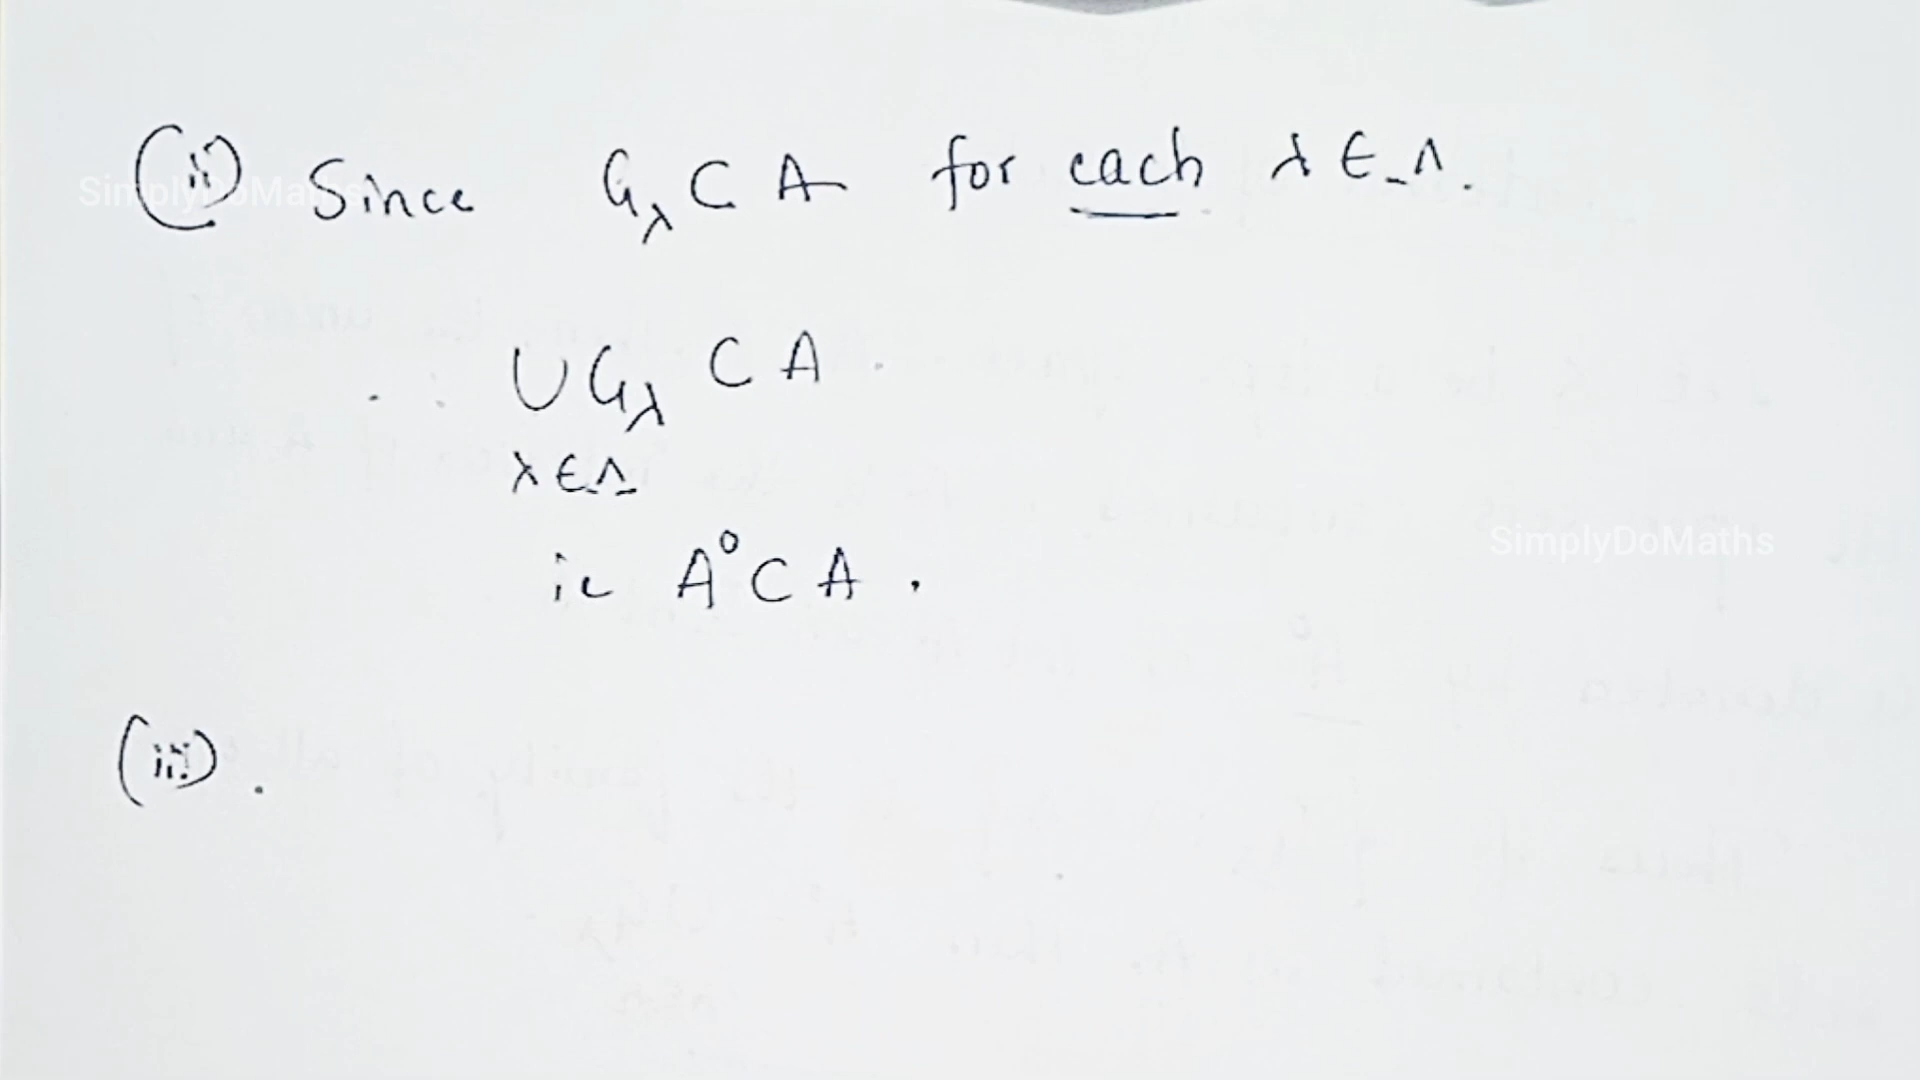 (ii) Since G_λ ⊂ A for each λ ∈ Λ.
∴ ∪ G_λ ⊂ A.
λ ∈ Λ
ie A° ⊂ A.
(iii).
SimplyDoMaths
SimplyDoMaths